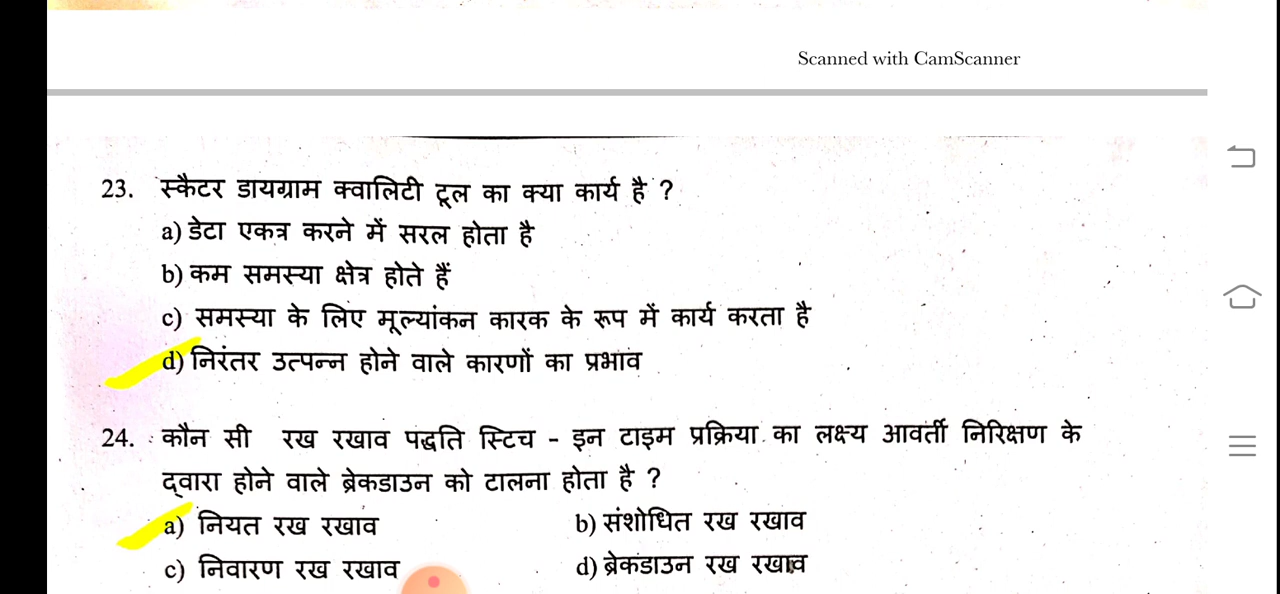 Scanned with CamScanner
23. स्कैटर डायग्राम क्वालिटी टूल का क्या कार्य है ?
a) डेटा एकत्र करने में सरल होता है
b) कम समस्या क्षेत्र होते हैं
c) समस्या के लिए मूल्यांकन कारक के रूप में कार्य करता है
d) निरंतर उत्पन्न होने वाले कारणों का प्रभाव
24. कौन सी रख रखाव पद्धति स्टिच - इन टाइम प्रक्रिया का लक्ष्य आवर्ती निरिक्षण के
द्वारा होने वाले ब्रेकडाउन को टालना होता है ?
a) नियत रख रखाव b) संशोधित रख रखाव
c) निवारण रख रखाव d) ब्रेकडाउन रख रखाव